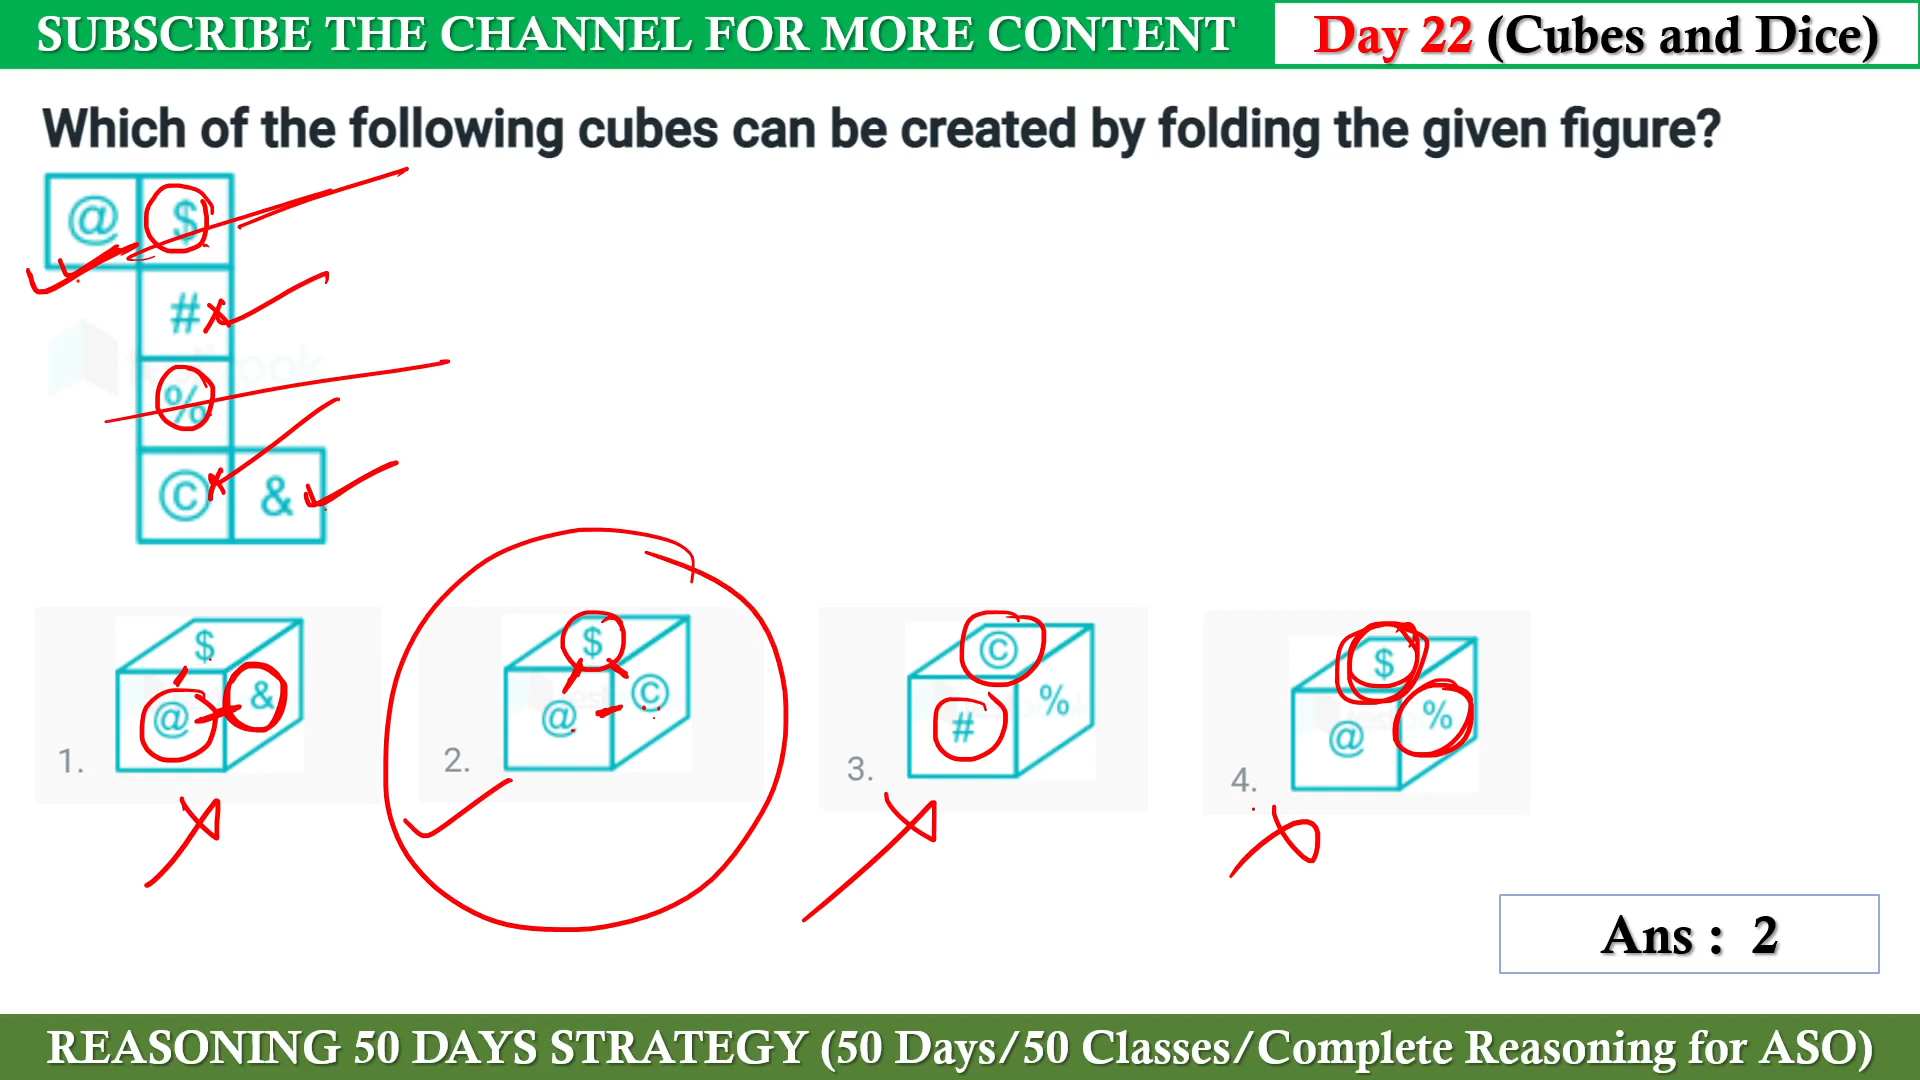 SUBSCRIBE THE CHANNEL FOR MORE CONTENT
Day 22 (Cubes and Dice)
Which of the following cubes can be created by folding the given figure?
@ $
#
%
© &
1. $ @ &
2. $ @ ©
3. © # %
4. $ @ %
Ans : 2
REASONING 50 DAYS STRATEGY (50 Days/50 Classes/Complete Reasoning for ASO)